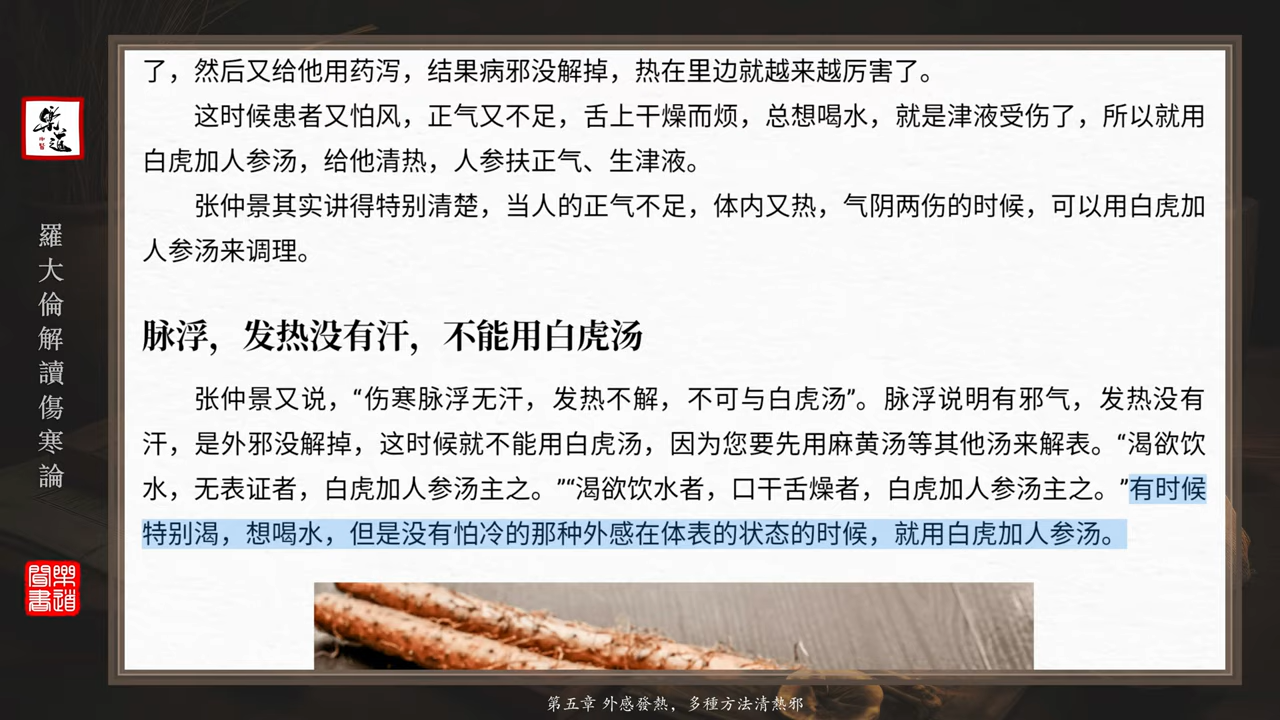 了，然后又给他用药泻，结果病邪没解掉，热在里边就越来越厉害了。
这时候患者又怕风，正气又不足，舌上干燥而烦，总想喝水，就是津液受伤了，所以就用
白虎加人参汤，给他清热，人参扶正气、生津液。
张仲景其实讲得特别清楚，当人的正气不足，体内又热，气阴两伤的时候，可以用白虎加
人参汤来调理。
脉浮，发热没有汗，不能用白虎汤
张仲景又说，“伤寒脉浮无汗，发热不解，不可与白虎汤”。脉浮说明有邪气，发热没有
汗，是外邪没解掉，这时候就不能用白虎汤，因为您要先用麻黄汤等其他汤来解表。“渴欲饮
水，无表证者，白虎加人参汤主之。”“渴欲饮水者，口干舌燥者，白虎加人参汤主之。”有时候
特别渴，想喝水，但是没有怕冷的那种外感在体表的状态的时候，就用白虎加人参汤。
樂道
中醫
羅大倫解讀傷寒論
樂道
閱書
第五章 外感發熱，多種方法清熱邪